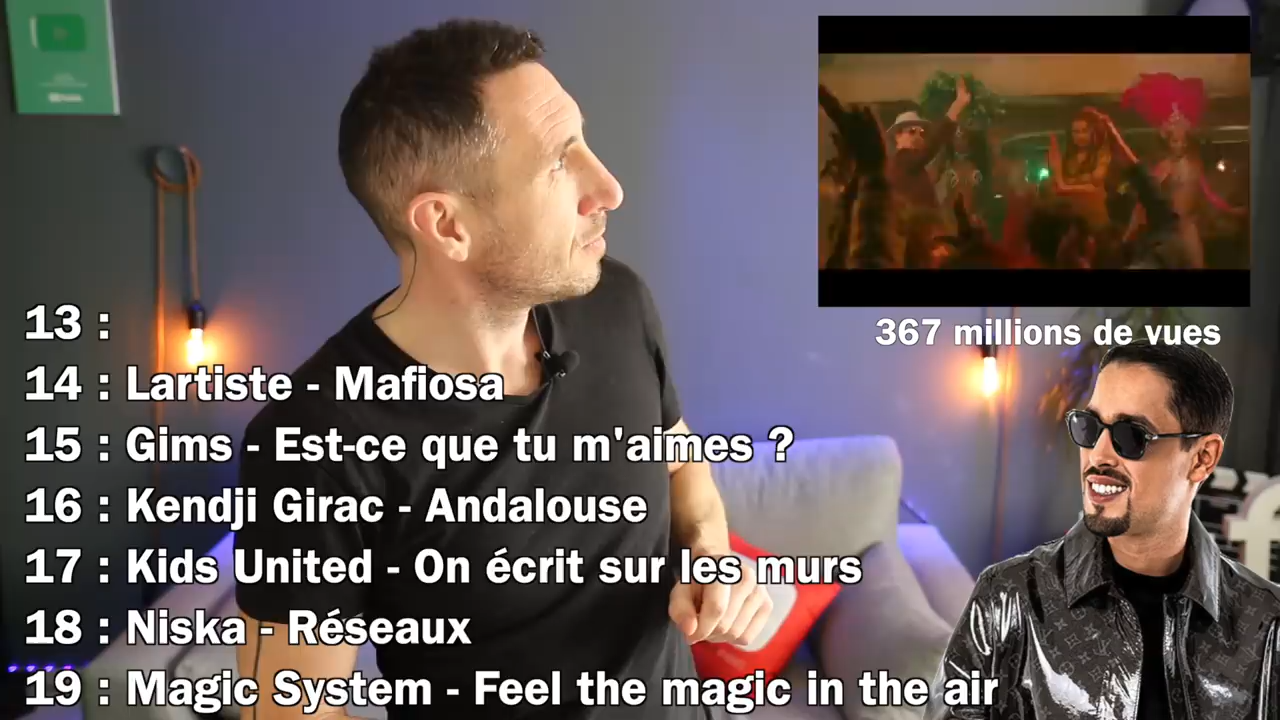 367 millions de vues
13 :
14 : Lartiste - Mafiosa
15 : Gims - Est-ce que tu m'aimes ?
16 : Kendji Girac - Andalouse
17 : Kids United - On écrit sur les murs
18 : Niska - Réseaux
19 : Magic System - Feel the magic in the air